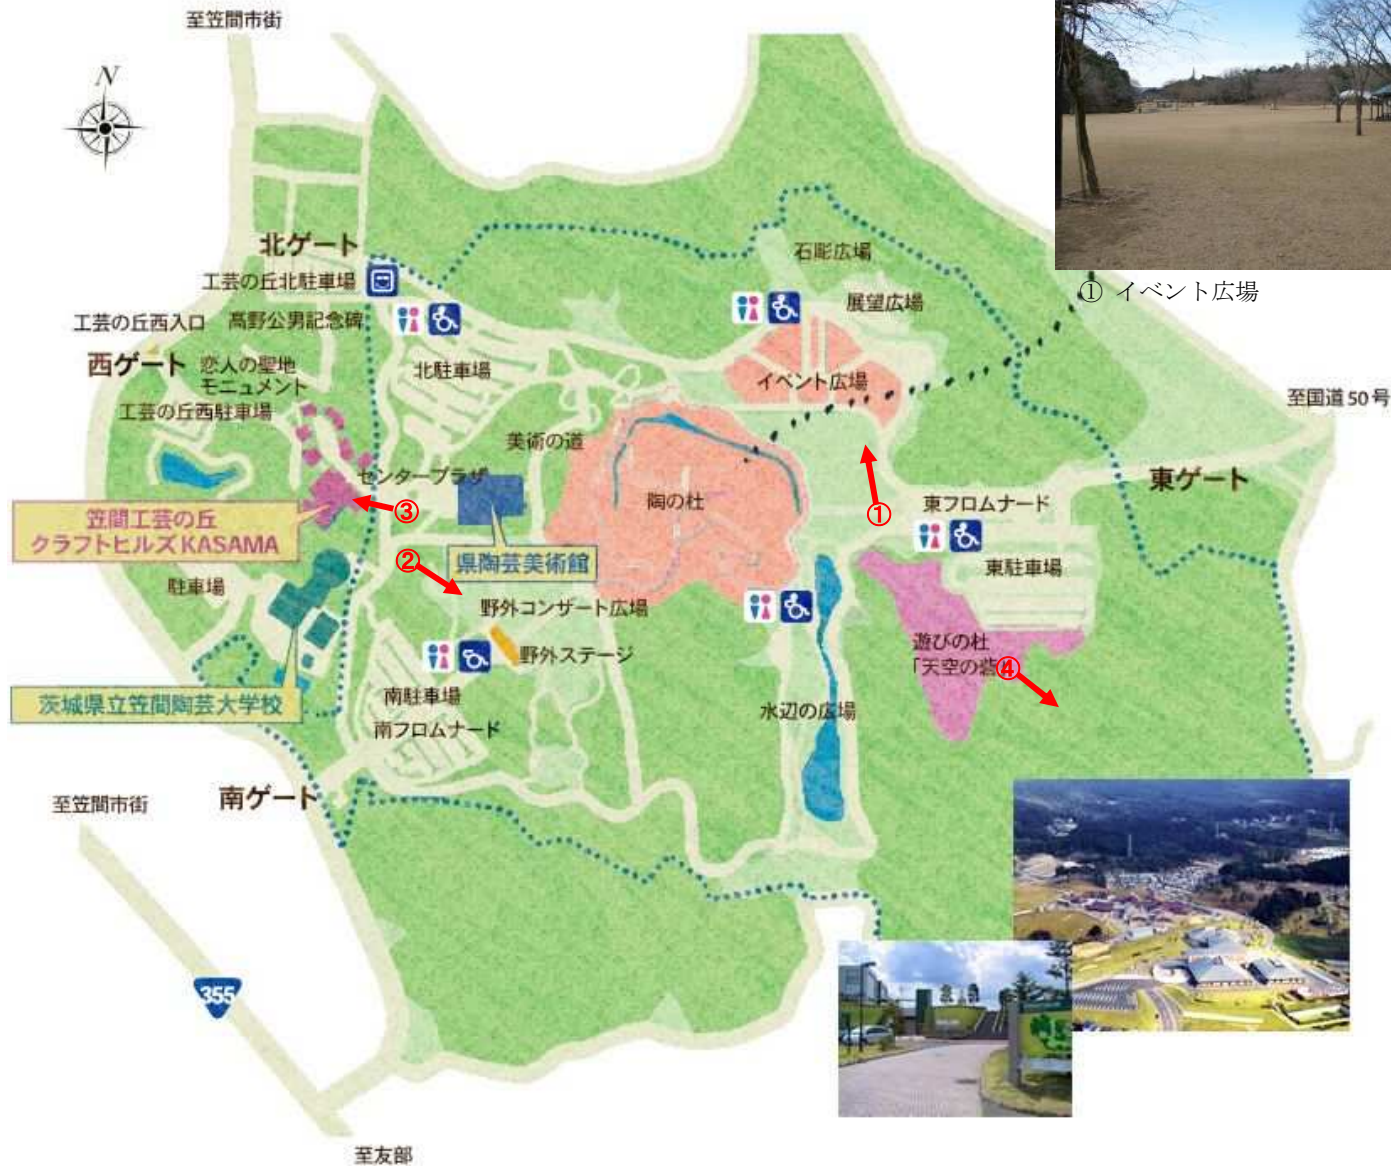 至笠間市街
N
北ゲート
石彫広場
工芸の丘北駐車場
① イベント広場
展望広場
工芸の丘西入口
髙野公男記念碑
西ゲート
恋人の聖地
モニュメント
北駐車場
イベント広場
至国道50号
工芸の丘西駐車場
美術の道
センタープラザ
東ゲート
陶の杜
東フロムナード
③
①
笠間工芸の丘
クラフトヒルズ KASAMA
②
県陶芸美術館
東駐車場
駐車場
野外コンサート広場
遊びの杜
「天空の砦」
④
野外ステージ
茨城県立笠間陶芸大学校
南駐車場
水辺の広場
南フロムナード
南ゲート
至笠間市街
355
至友部